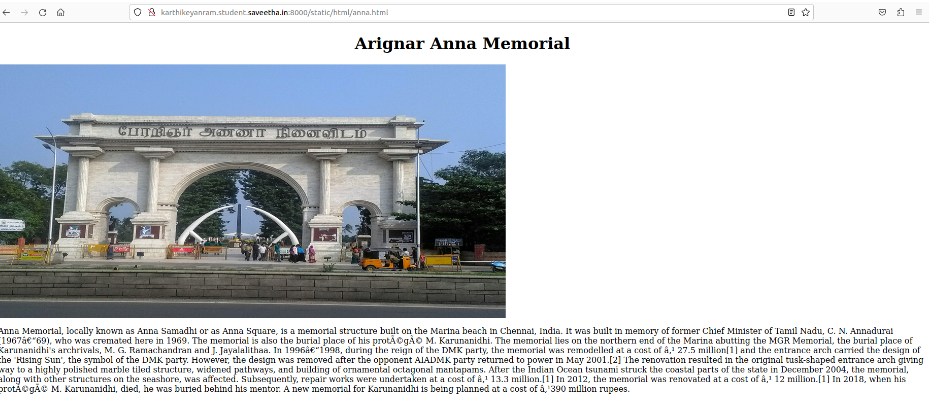 karthikeyanram.student.saveetha.in:8000/static/html/anna.html
Arignar Anna Memorial
பேரறிஞர் அண்ணா நினைவிடம்
Anna Memorial, locally known as Anna Samadhi or as Anna Square, is a memorial structure built on the Marina beach in Chennai, India. It was built in memory of former Chief Minister of Tamil Nadu, C. N. Annadurai
(1967â€“69), who was cremated here in 1969. The memorial is also the burial place of his protÃ©gÃ© M. Karunanidhi. The memorial lies on the northern end of the Marina abutting the MGR Memorial, the burial place of
Karunanidhi's archrivals, M. G. Ramachandran and J. Jayalalithaa. In 1996â€“1998, during the reign of the DMK party, the memorial was remodelled at a cost of â‚¹ 27.5 million[1] and the entrance arch carried the design of
the 'Rising Sun', the symbol of the DMK party. However, the design was removed after the opponent AIADMK party returned to power in May 2001.[2] The renovation resulted in the original tusk-shaped entrance arch giving
way to a highly polished marble tiled structure, widened pathways, and building of ornamental octagonal mantapams. After the Indian Ocean tsunami struck the coastal parts of the state in December 2004, the memorial,
along with other structures on the seashore, was affected. Subsequently, repair works were undertaken at a cost of â‚¹ 13.3 million.[1] In 2012, the memorial was renovated at a cost of â‚¹ 12 million.[1] In 2018, when his
protÃ©gÃ© M. Karunanidhi, died, he was buried behind his mentor. A new memorial for Karunanidhi is being planned at a cost of â‚¹390 million rupees.